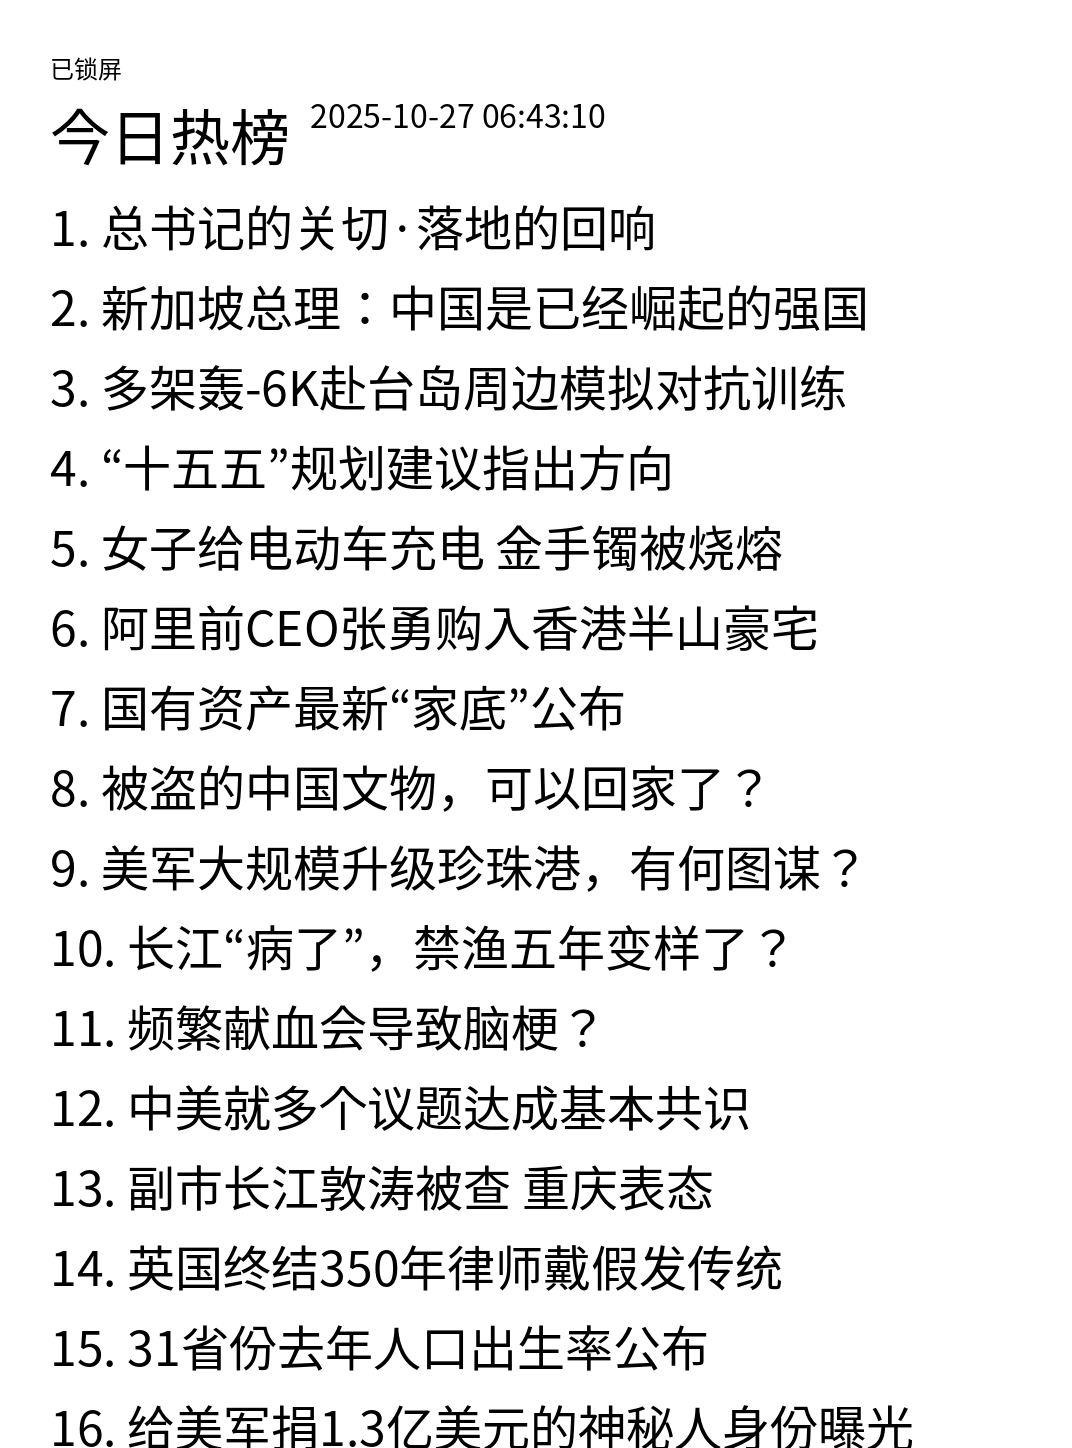 已锁屏
今日热榜 2025-10-27 06:43:10
1. 总书记的关切·落地的回响
2. 新加坡总理：中国是已经崛起的强国
3. 多架轰-6K赴台岛周边模拟对抗训练
4. “十五五”规划建议指出方向
5. 女子给电动车充电 金手镯被烧熔
6. 阿里前CEO张勇购入香港半山豪宅
7. 国有资产最新“家底”公布
8. 被盗的中国文物，可以回家了？
9. 美军大规模升级珍珠港，有何图谋？
10. 长江“病了”，禁渔五年变样了？
11. 频繁献血会导致脑梗？
12. 中美就多个议题达成基本共识
13. 副市长江敦涛被查 重庆表态
14. 英国终结350年律师戴假发传统
15. 31省份去年人口出生率公布
16. 给美军捐1.3亿美元的神秘人身份曝光